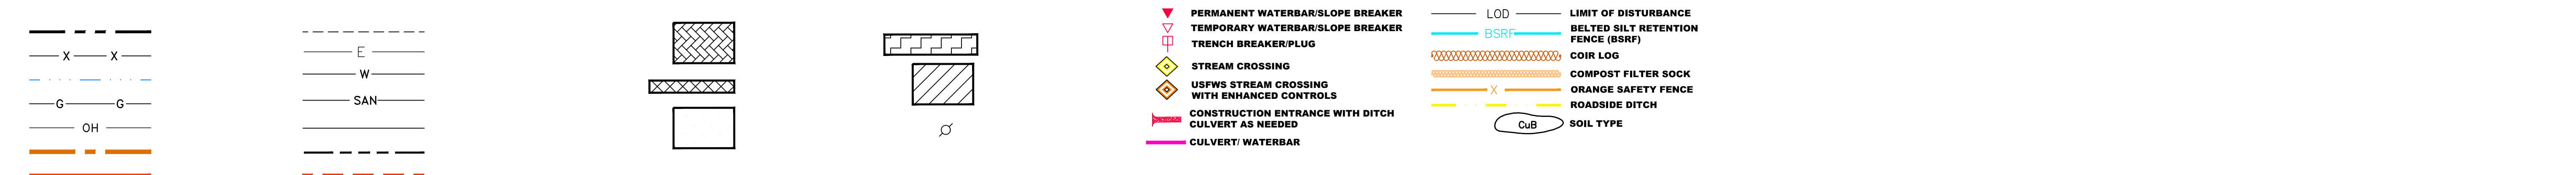 X X
G G
OH
E
W
SAN
PERMANENT WATERBAR/SLOPE BREAKER
TEMPORARY WATERBAR/SLOPE BREAKER
TRENCH BREAKER/PLUG
STREAM CROSSING
USFWS STREAM CROSSING
WITH ENHANCED CONTROLS
CONSTRUCTION ENTRANCE WITH DITCH
CULVERT AS NEEDED
CULVERT/ WATERBAR
LOD LIMIT OF DISTURBANCE
BSRF BELTED SILT RETENTION
FENCE (BSRF)
COIR LOG
COMPOST FILTER SOCK
X ORANGE SAFETY FENCE
ROADSIDE DITCH
CuB SOIL TYPE